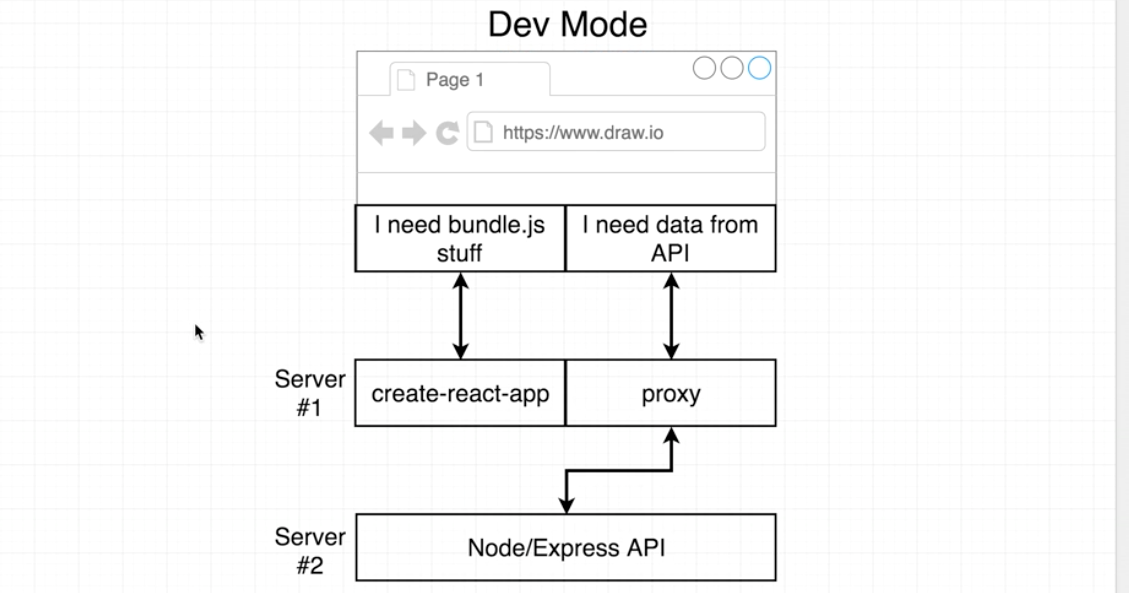 Dev Mode
Page 1
https://www.draw.io
I need bundle.js
stuff
I need data from
API
Server
#1
create-react-app
proxy
Server
#2
Node/Express API